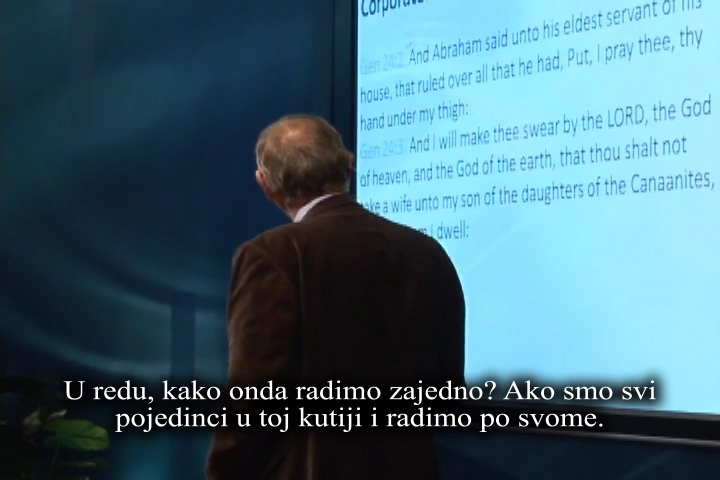 Corporate
Gen 24:2 And Abraham said unto his eldest servant of his
house, that ruled over all that he had, Put, I pray thee, thy
hand under my thigh:
Gen 24:3 And I will make thee swear by the LORD, the God
of heaven, and the God of the earth, that thou shalt not
take a wife unto my son of the daughters of the Canaanites,
I dwell:
U redu, kako onda radimo zajedno? Ako smo svi
pojedinci u toj kutiji i radimo po svome.